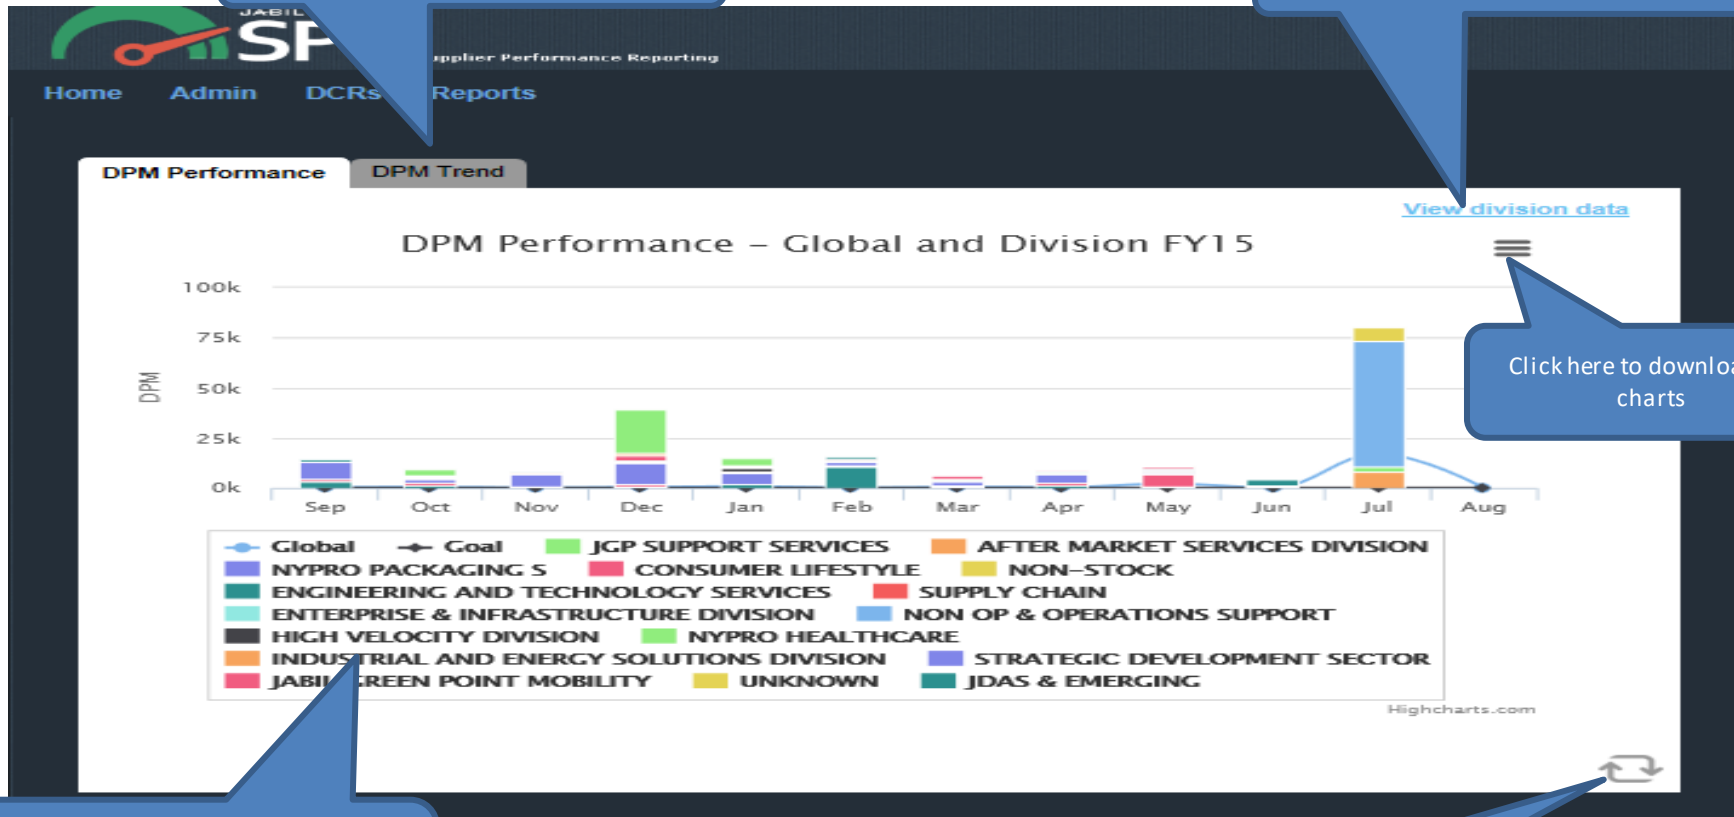 JABIL
SP
upplier Performance Reporting
Home Admin DCRs Reports
DPM Performance DPM Trend
View division data
DPM Performance – Global and Division FY15
100k
75k
50k
25k
0k
DPM
Sep Oct Nov Dec Jan Feb Mar Apr May Jun Jul Aug
Click here to downloa
charts
Global Goal JGP SUPPORT SERVICES AFTER MARKET SERVICES DIVISION
NYPRO PACKAGING S CONSUMER LIFESTYLE NON-STOCK
ENGINEERING AND TECHNOLOGY SERVICES SUPPLY CHAIN
ENTERPRISE & INFRASTRUCTURE DIVISION NON OP & OPERATIONS SUPPORT
HIGH VELOCITY DIVISION NYPRO HEALTHCARE
INDUSTRIAL AND ENERGY SOLUTIONS DIVISION STRATEGIC DEVELOPMENT SECTOR
JABIL GREEN POINT MOBILITY UNKNOWN JDAS & EMERGING
Highcharts.com